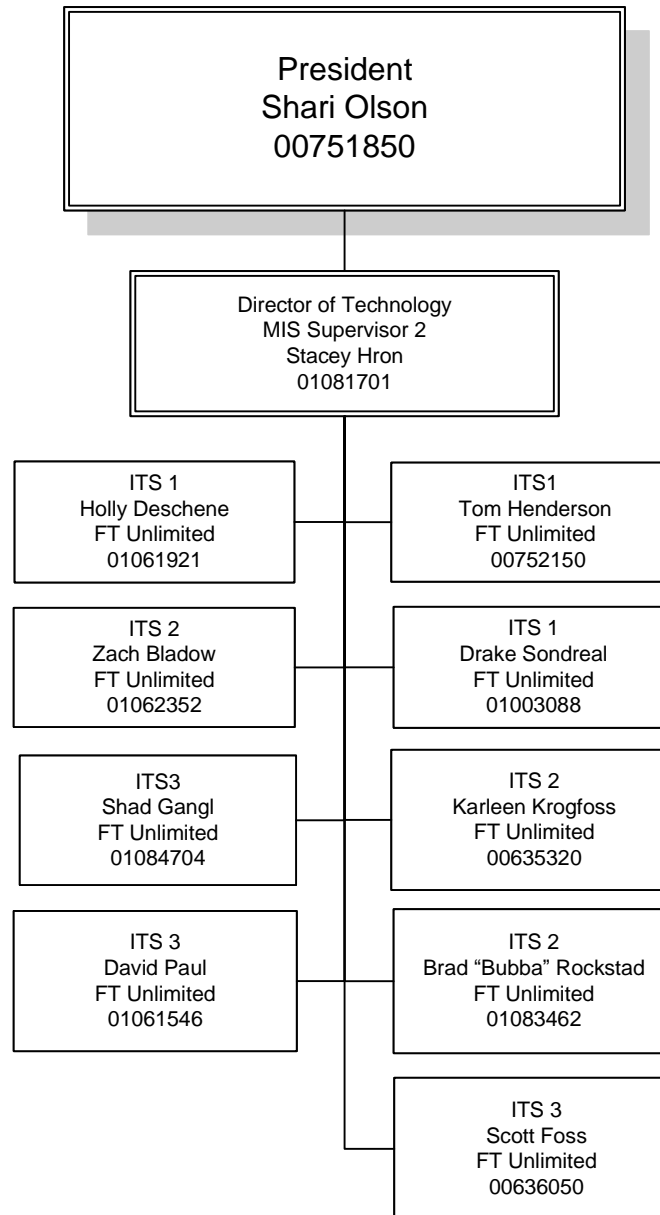 President
Shari Olson
00751850
Director of Technology
MIS Supervisor 2
Stacey Hron
01081701
ITS 1
Holly Deschene
FT Unlimited
01061921
ITS1
Tom Henderson
FT Unlimited
00752150
ITS 2
Zach Bladow
FT Unlimited
01062352
ITS 1
Drake Sondreal
FT Unlimited
01003088
ITS3
Shad Gangl
FT Unlimited
01084704
ITS 2
Karleen Krogfoss
FT Unlimited
00635320
ITS 3
David Paul
FT Unlimited
01061546
ITS 2
Brad “Bubba” Rockstad
FT Unlimited
01083462
ITS 3
Scott Foss
FT Unlimited
00636050